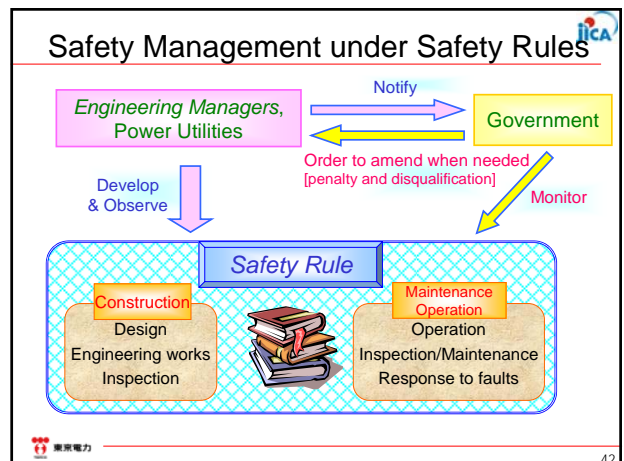 Safety Management under Safety Rules
jICA
Notify
Engineering Managers,
Power Utilities
Government
Order to amend when needed
[penalty and disqualification]
Develop
& Observe
Monitor
Safety Rule
Construction
Design
Engineering works
Inspection
Maintenance
Operation
Operation
Inspection/Maintenance
Response to faults
東京電力
42